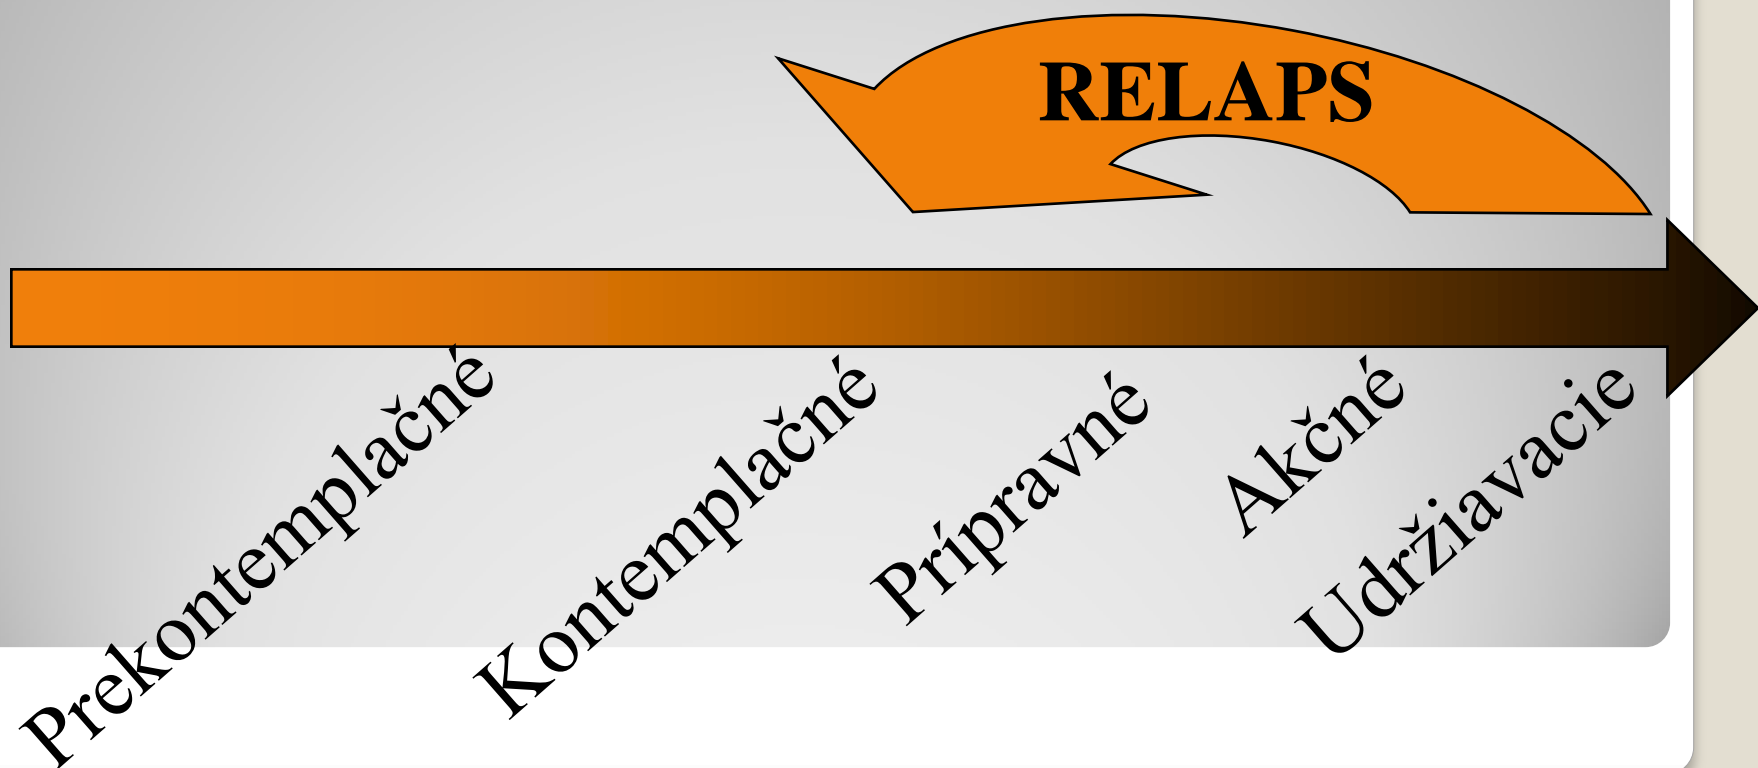 RELAPS
Prekontemplačné
Kontemplačné
Prípravné
Akčné
Udržiavacie